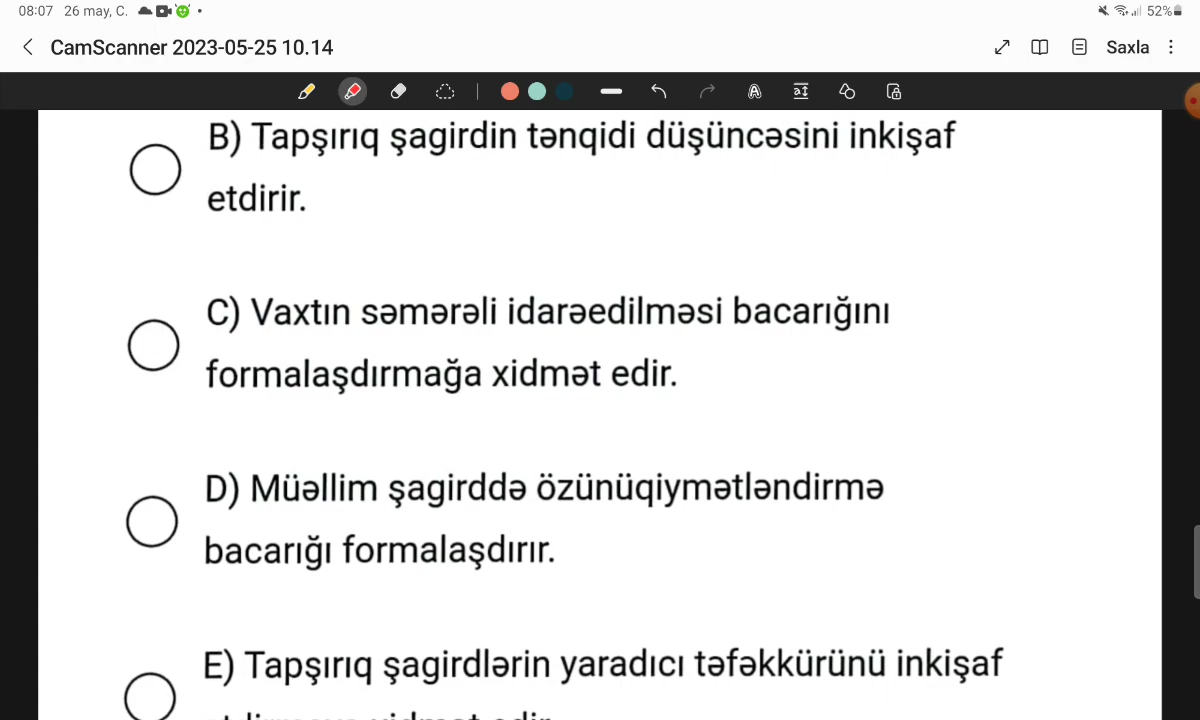 08:07 26 may, C.
52%
CamScanner 2023-05-25 10.14
Saxla
B) Tapşırıq şagirdin tənqidi düşüncəsini inkişaf
etdirir.
C) Vaxtın səmərəli idarəedilməsi bacarığını
formalaşdırmağa xidmət edir.
D) Müəllim şagirddə özünüqiymətləndirmə
bacarığı formalaşdırır.
E) Tapşırıq şagirdlərin yaradıcı təfəkkürünü inkişaf